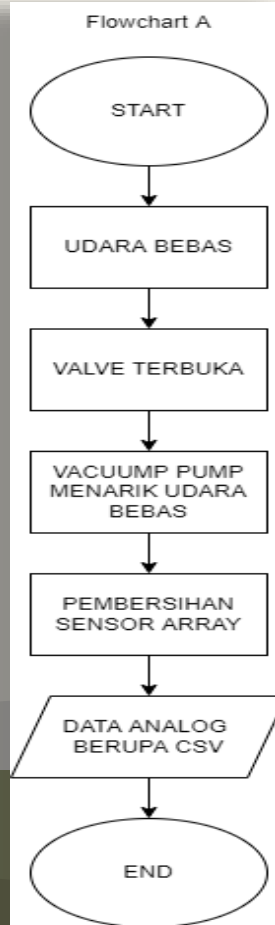 Flowchart A
START
UDARA BEBAS
VALVE TERBUKA
VACUUMP PUMP
MENARIK UDARA
BEBAS
PEMBERSIHAN
SENSOR ARRAY
DATA ANALOG
BERUPA CSV
END